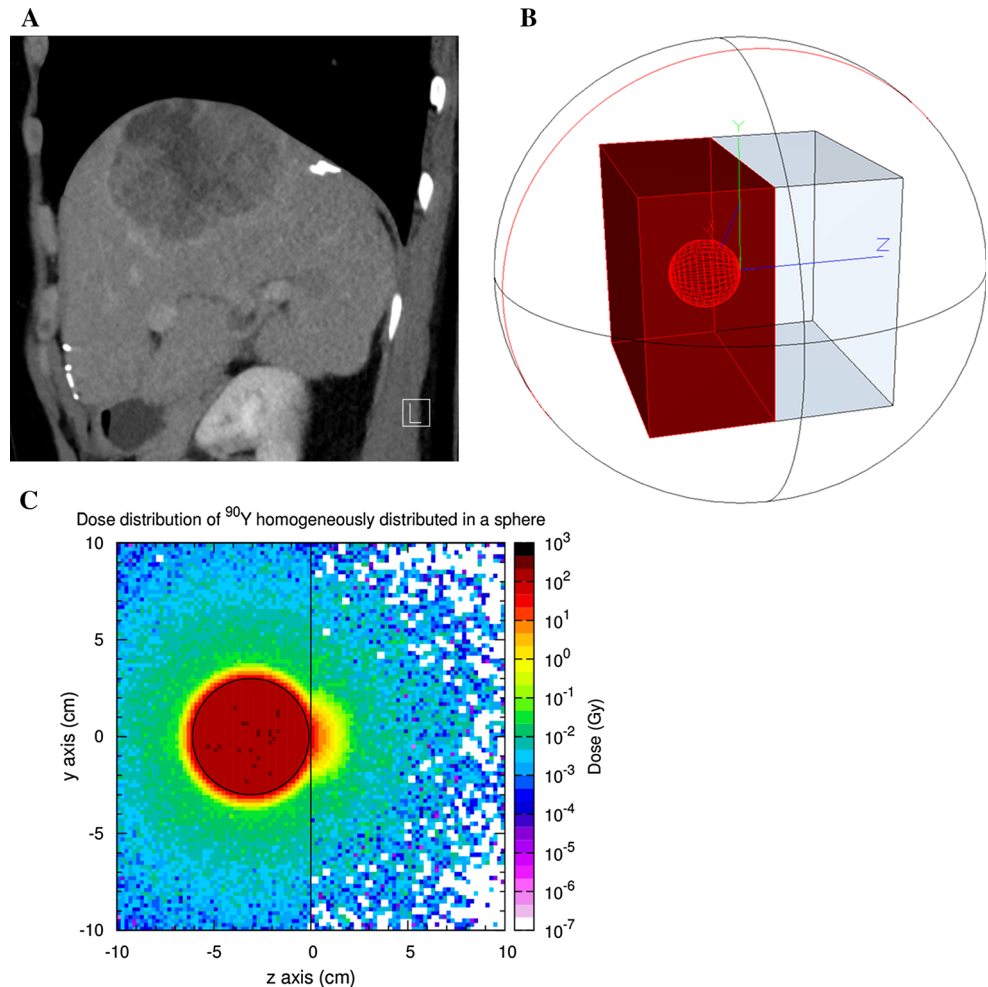 A
B
L
Y
X
Z
C
Dose distribution of ⁹⁰Y homogeneously distributed in a sphere
10
5
0
-5
-10
y axis (cm)
-10
-5
0
5
10
z axis (cm)
10³
10²
10¹
10⁰
10⁻¹
10⁻²
10⁻³
10⁻⁴
10⁻⁵
10⁻⁶
10⁻⁷
Dose (Gy)